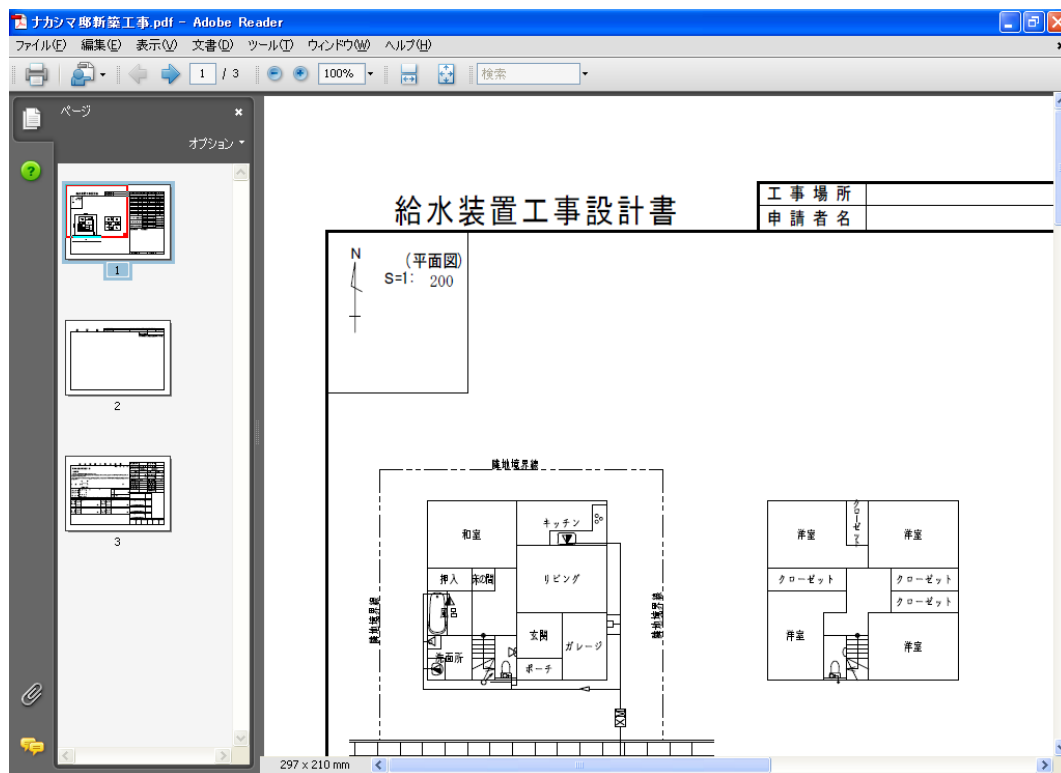 ナカシマ邸新築工事.pdf - Adobe Reader
ファイル(F) 編集(E) 表示(V) 文書(D) ツール(T) ウィンドウ(W) ヘルプ(H)
1 / 3 100% 検索
ページ
オプション
1
2
3
給水装置工事設計書
工事場所
申請者名
N
(平面図)
S=1: 200
隣地境界線
隣地境界線
隣地境界線
和室
キッチン
押入
床の間
リビング
風呂
玄関
ガレージ
洗面所
ポーチ
M
洋室
クローゼット
洋室
クローゼット
クローゼット
クローゼット
洋室
洋室
297 x 210 mm